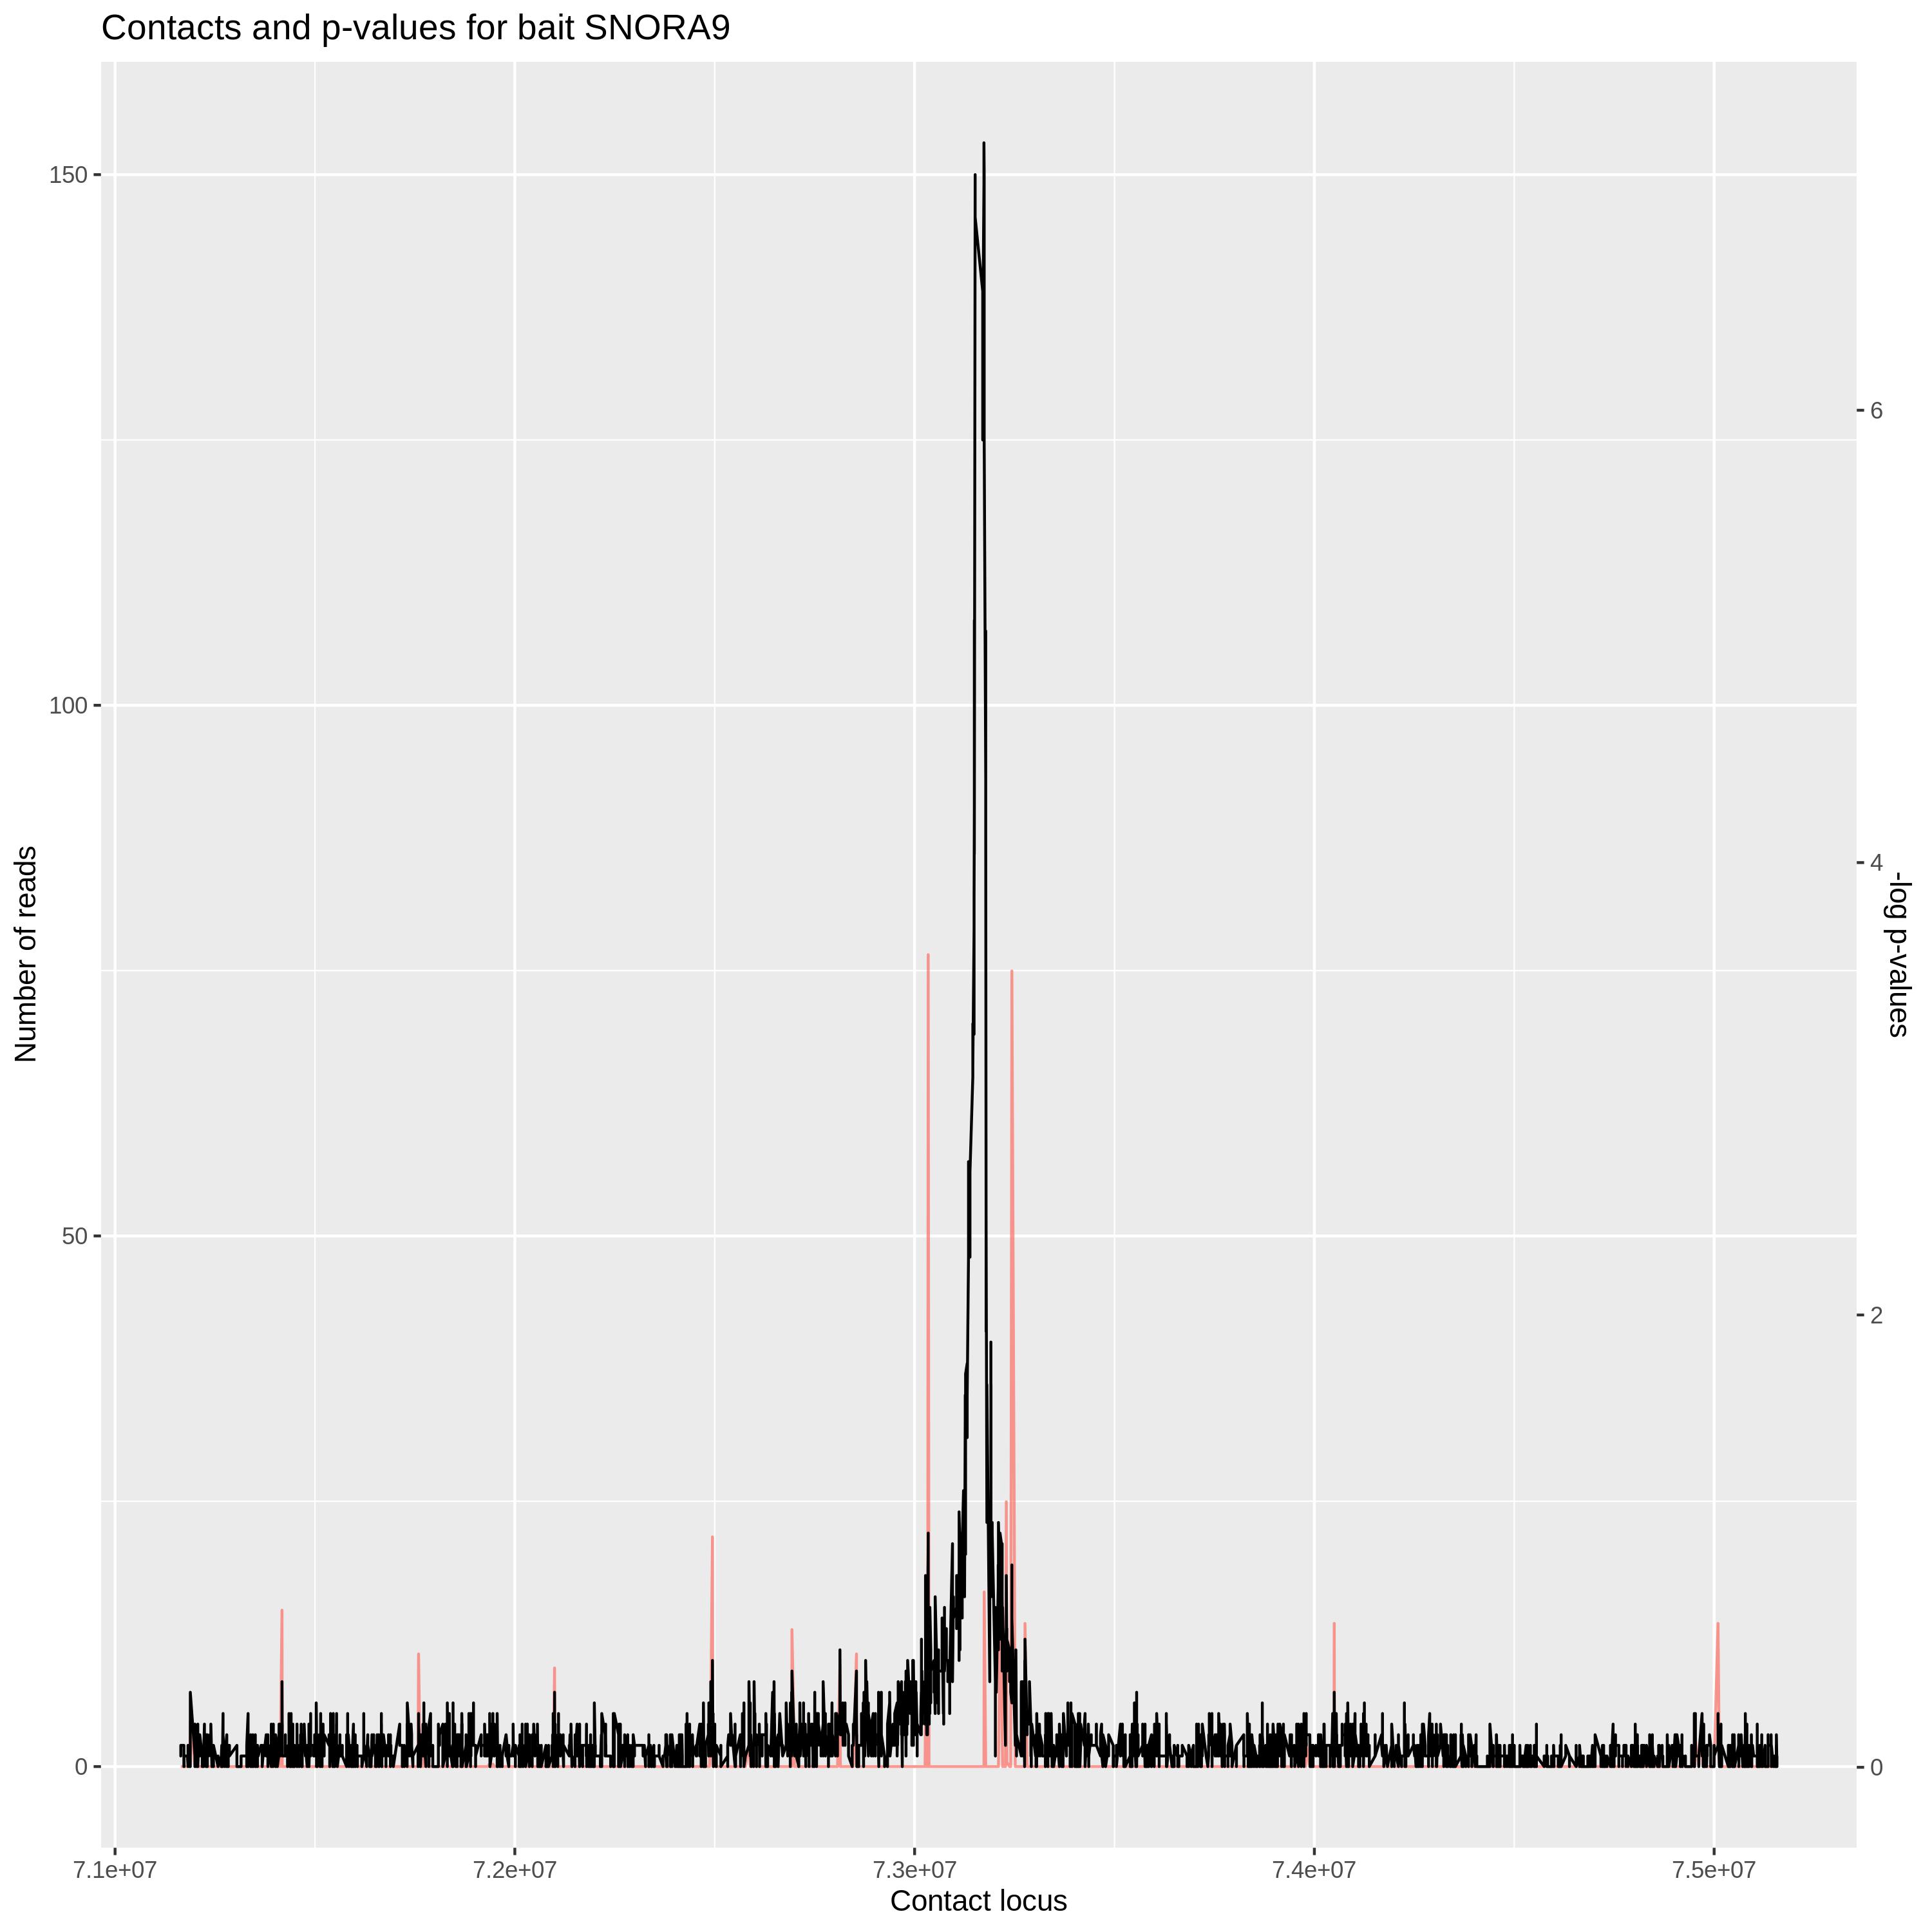 Contacts and p-values for bait SNORA9
150
100
50
0
Number of reads
6
4
2
0
-log p-values
7.1e+07 7.2e+07 7.3e+07 7.4e+07 7.5e+07
Contact locus